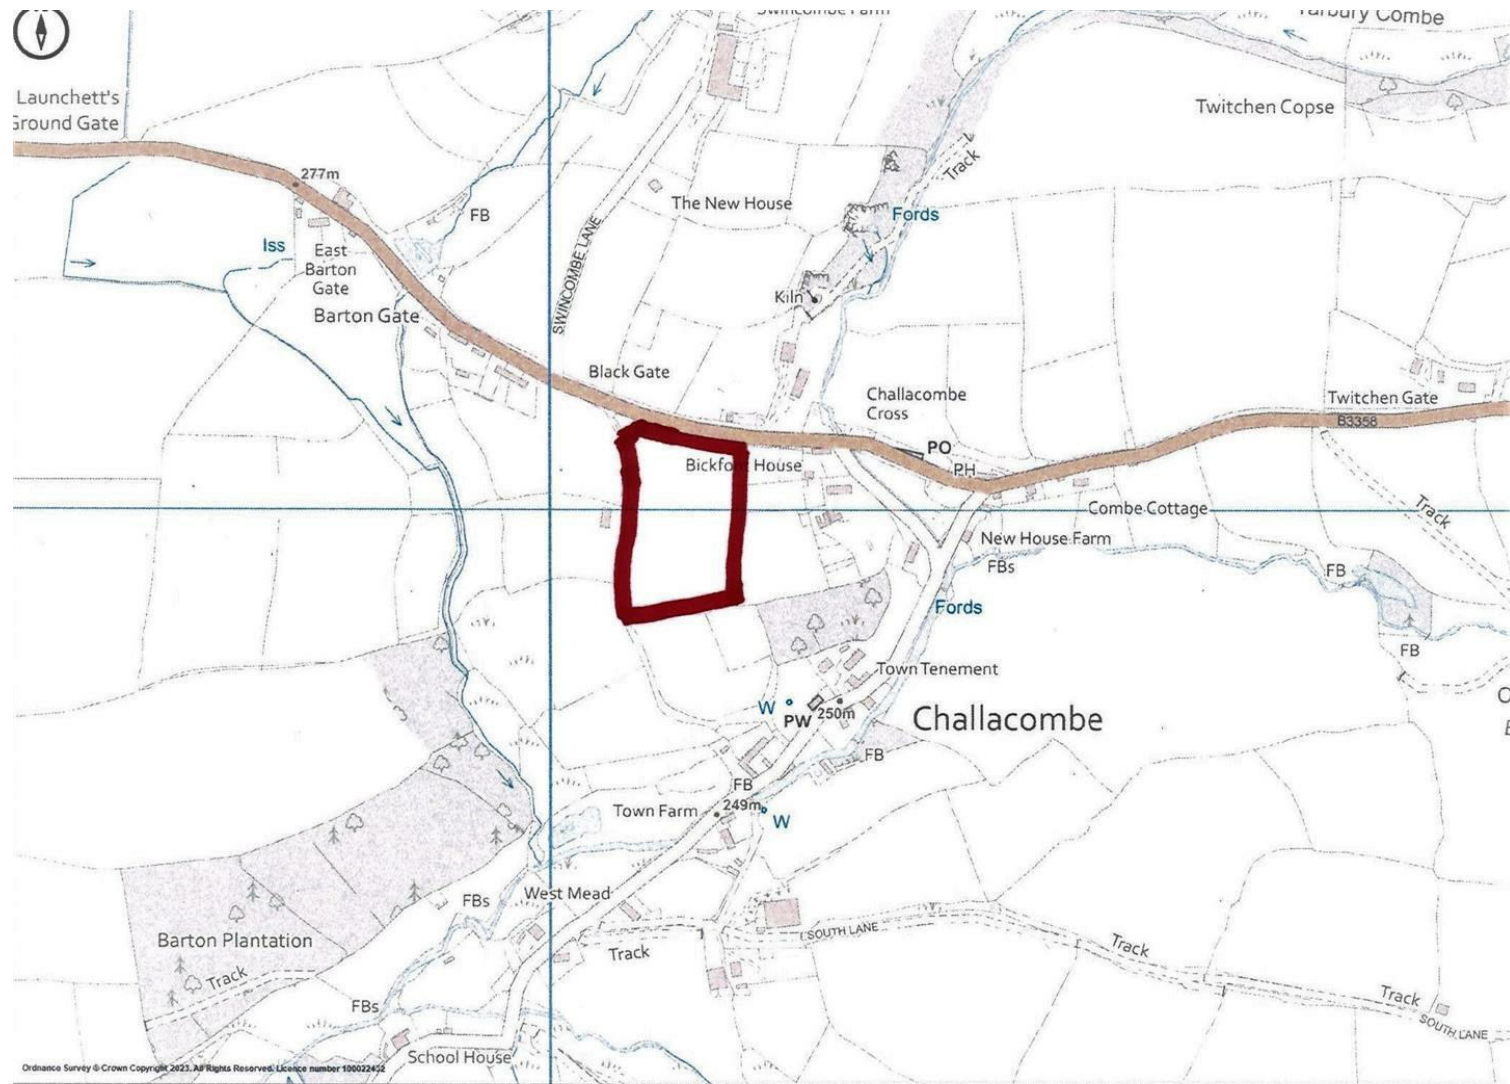 Swincombe Farm
Tarbury Combe
Launchett's
Ground Gate
Twitchen Copse
277m
Track
The New House
FB
Fords
SWINCOMBE LANE
Iss
East
Barton
Gate
Kiln
Barton Gate
Black Gate
Challacombe
Cross
Twitchen Gate
B3358
PO
Bickford House
PH
Combe Cottage
Track
New House Farm
FBs
FB
Fords
FB
Town Tenement
W
PW
250m
Challacombe
FB
FB
Town Farm
249m
W
West Mead
FBs
Barton Plantation
SOUTH LANE
Track
Track
Track
Track
FBs
SOUTH LANE
School House
Ordnance Survey © Crown Copyright 2023. All Rights Reserved. Licence number 100022432